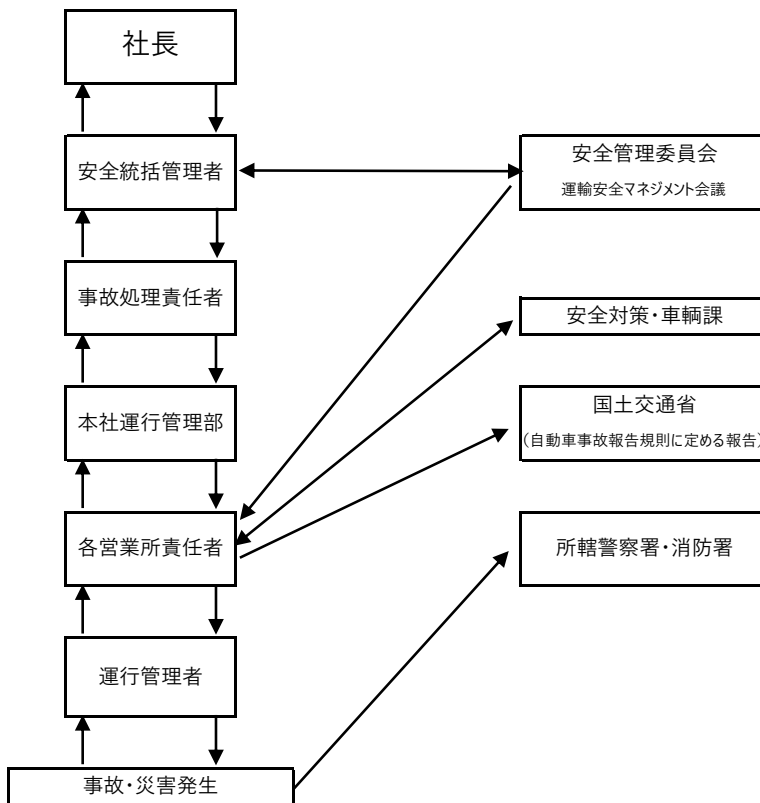 社長
安全統括管理者
安全管理委員会
運輸安全マネジメント会議
事故処理責任者
安全対策・車輌課
本社運行管理部
国土交通省
（自動車事故報告規則に定める報告）
各営業所責任者
所轄警察署・消防署
運行管理者
事故・災害発生